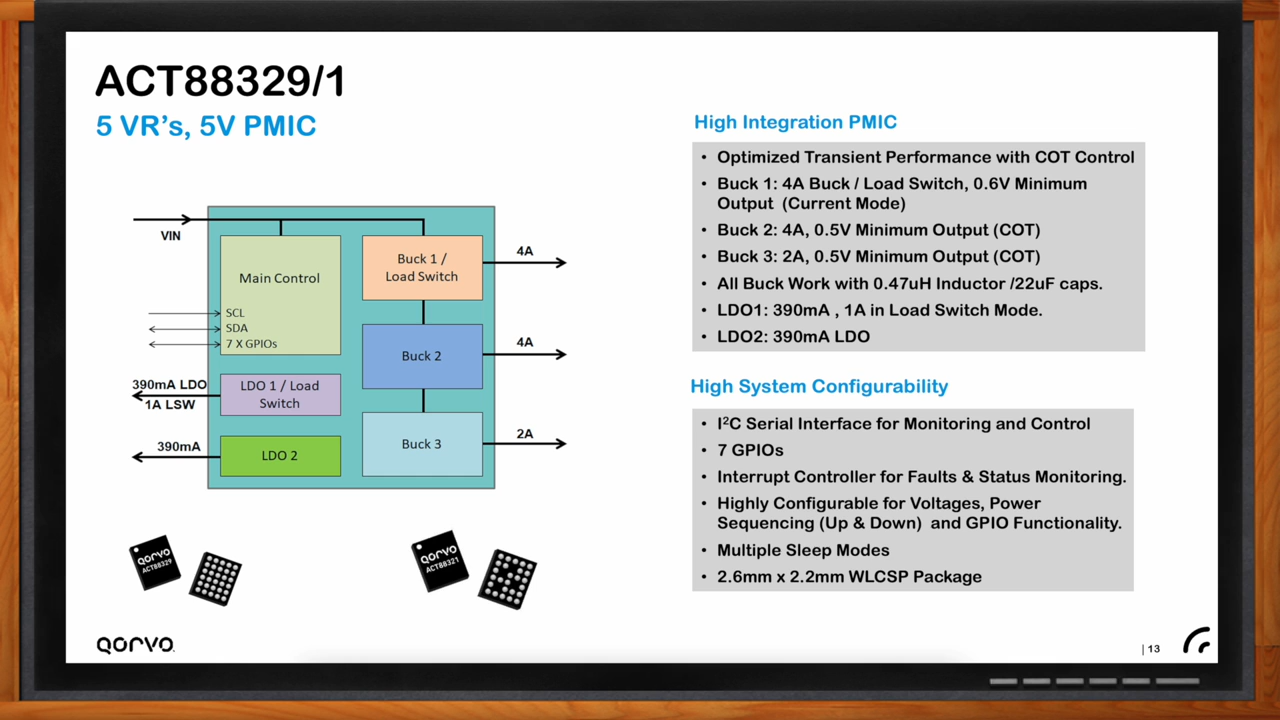 ACT88329/1
5 VR's, 5V PMIC
VIN
Main Control
SCL
SDA
7 X GPIOs
390mA LDO
1A LSW
LDO 1 / Load
Switch
390mA
LDO 2
Buck 1 /
Load Switch
4A
Buck 2
4A
Buck 3
2A
QORVO
ACT88329
QORVO
ACT88321
High Integration PMIC
• Optimized Transient Performance with COT Control
• Buck 1: 4A Buck / Load Switch, 0.6V Minimum
Output (Current Mode)
• Buck 2: 4A, 0.5V Minimum Output (COT)
• Buck 3: 2A, 0.5V Minimum Output (COT)
• All Buck Work with 0.47uH Inductor /22uF caps.
• LDO1: 390mA , 1A in Load Switch Mode.
• LDO2: 390mA LDO
High System Configurability
• I²C Serial Interface for Monitoring and Control
• 7 GPIOs
• Interrupt Controller for Faults & Status Monitoring.
• Highly Configurable for Voltages, Power
Sequencing (Up & Down) and GPIO Functionality.
• Multiple Sleep Modes
• 2.6mm x 2.2mm WLCSP Package
QORVO
| 13